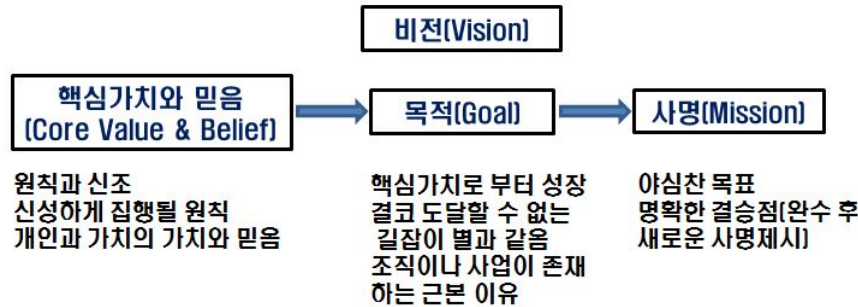 비전(Vision)
핵심가치와 믿음
(Core Value & Belief)
목적(Goal)
사명(Mission)
원칙과 신조
신성하게 집행될 원칙
개인과 가치의 가치와 믿음
핵심가치로 부터 성장
결코 도달할 수 없는
길잡이 별과 같음
조직이나 사업이 존재
하는 근본 이유
야심찬 목표
명확한 결승점(완수 후
새로운 사명제시)